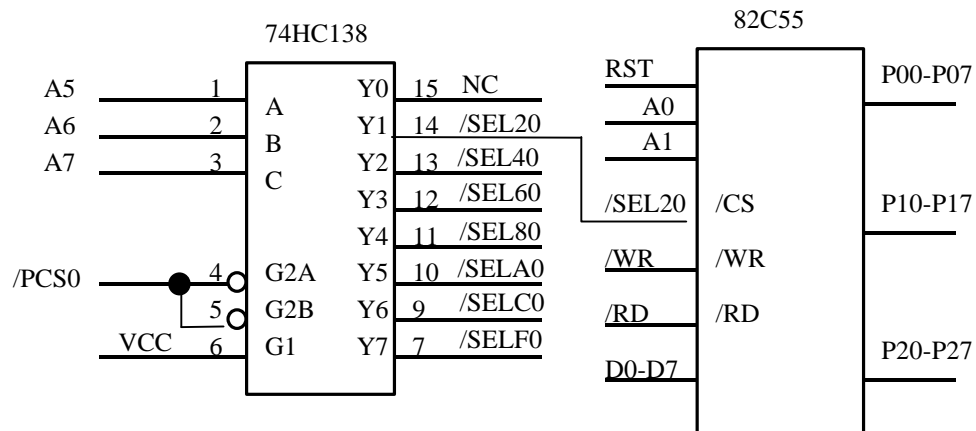 74HC138
A5 1 A Y0 15 NC
A6 2 B Y1 14 /SEL20
A7 3 C Y2 13 /SEL40
Y3 12 /SEL60
Y4 11 /SEL80
/PCS0 4 G2A Y5 10 /SELA0
5 G2B Y6 9 /SELC0
VCC 6 G1 Y7 7 /SELF0
82C55
RST P00-P07
A0
A1
/SEL20 /CS P10-P17
/WR /WR
/RD /RD
D0-D7 P20-P27